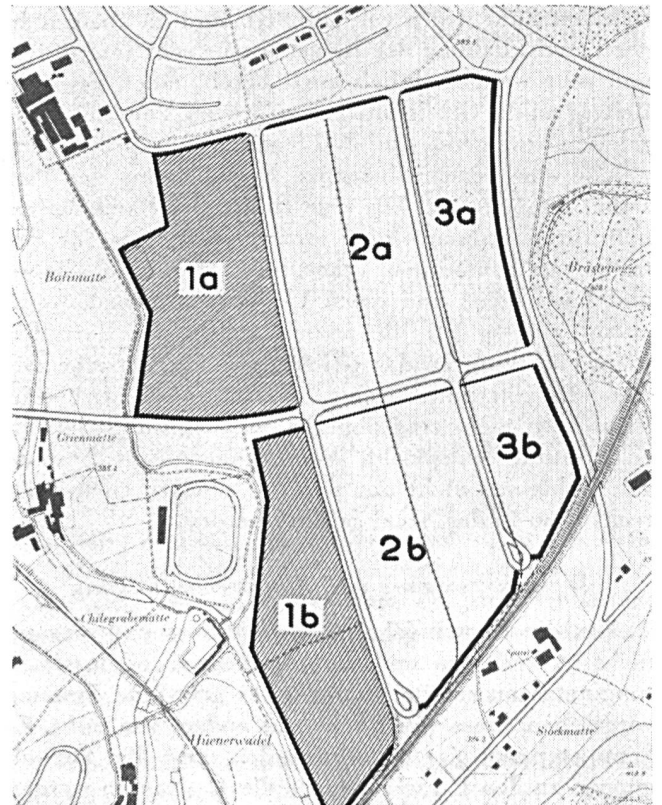 3a
2a
1a
Bolimatte
Brästenegg
Grienmatte
3b
2b
1b
Chilegrabematte
Hüenerwadel
Stockmatte